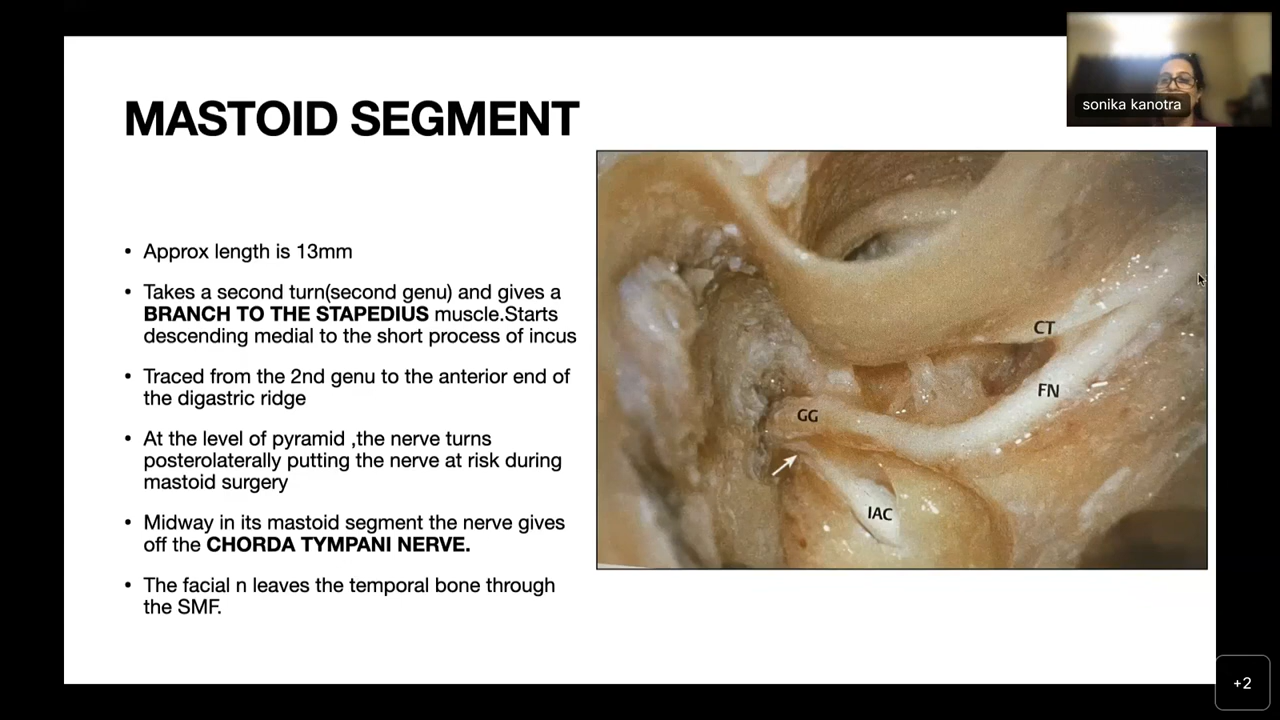 sonika kanotra
MASTOID SEGMENT
• Approx length is 13mm
• Takes a second turn(second genu) and gives a
BRANCH TO THE STAPEDIUS muscle.Starts
descending medial to the short process of incus
• Traced from the 2nd genu to the anterior end of
the digastric ridge
• At the level of pyramid ,the nerve turns
posterolaterally putting the nerve at risk during
mastoid surgery
• Midway in its mastoid segment the nerve gives
off the CHORDA TYMPANI NERVE.
• The facial n leaves the temporal bone through
the SMF.
CT
FN
GG
IAC
+2